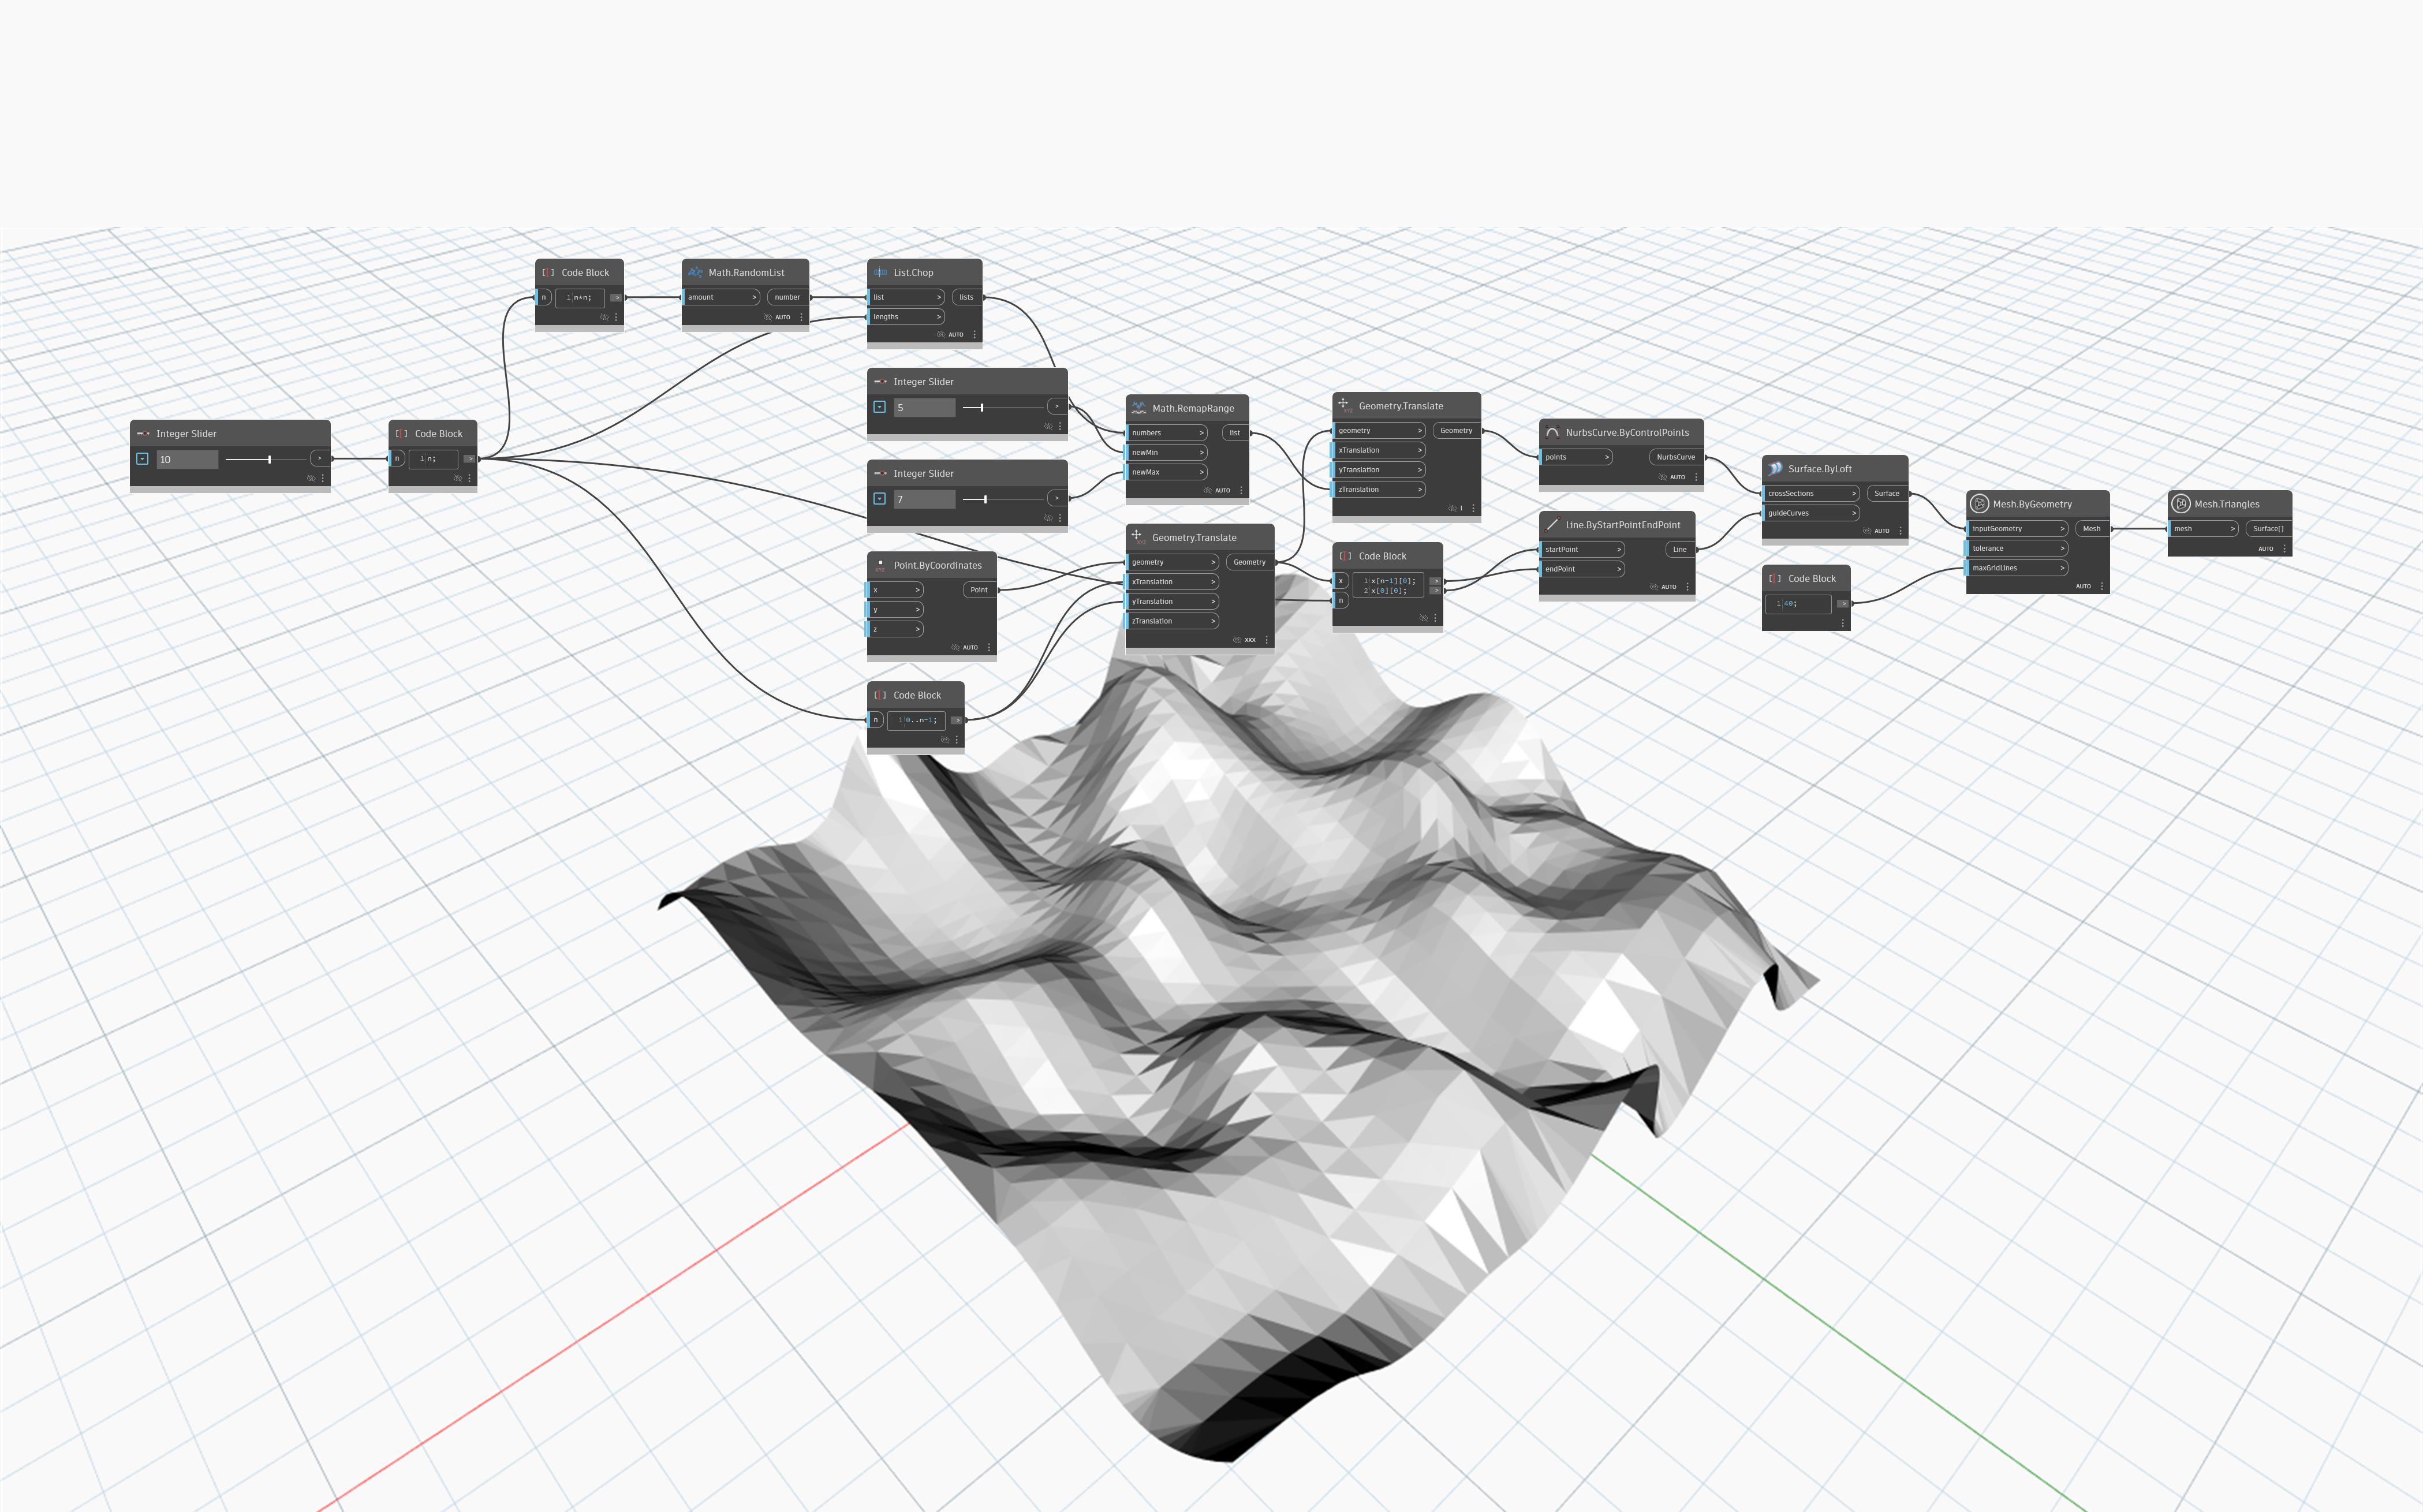 Integer Slider
10
>
Code Block
n
1 n;
>
Code Block
n
1 n*n;
>
Math.RandomList
amount >
number
AUTO
List.Chop
list >
lists
lengths >
AUTO
Integer Slider
5
>
Integer Slider
7
>
Point.ByCoordinates
x >
Point
y >
z >
AUTO
Code Block
n
1 0..n-1;
>
Math.RemapRange
numbers >
list
newMin >
newMax >
AUTO
Geometry.Translate
XYZ
geometry >
Geometry
xTranslation >
yTranslation >
zTranslation >
XXX
Geometry.Translate
XYZ
geometry >
Geometry
xTranslation >
yTranslation >
zTranslation >
Code Block
x
1 x[n-1][0];
>
n
2 x[0][0];
>
NurbsCurve.ByControlPoints
points >
NurbsCurve
AUTO
Line.ByStartPointEndPoint
startPoint >
Line
endPoint >
AUTO
Surface.ByLoft
crossSections >
Surface
guideCurves >
AUTO
Code Block
1 40;
>
Mesh.ByGeometry
inputGeometry >
Mesh
tolerance >
maxGridLines >
AUTO
Mesh.Triangles
mesh >
Surface[]
AUTO